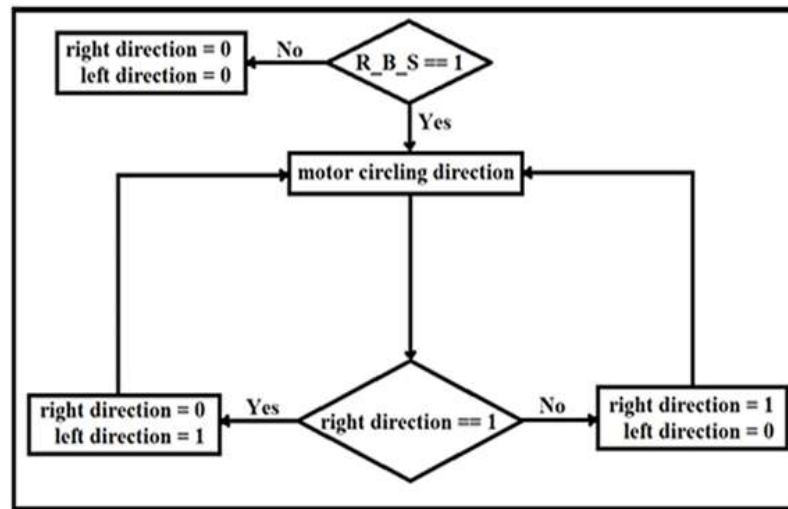 right direction = 0
left direction = 0
No
R_B_S == 1
Yes
motor circling direction
right direction = 0
left direction = 1
Yes
right direction == 1
No
right direction = 1
left direction = 0